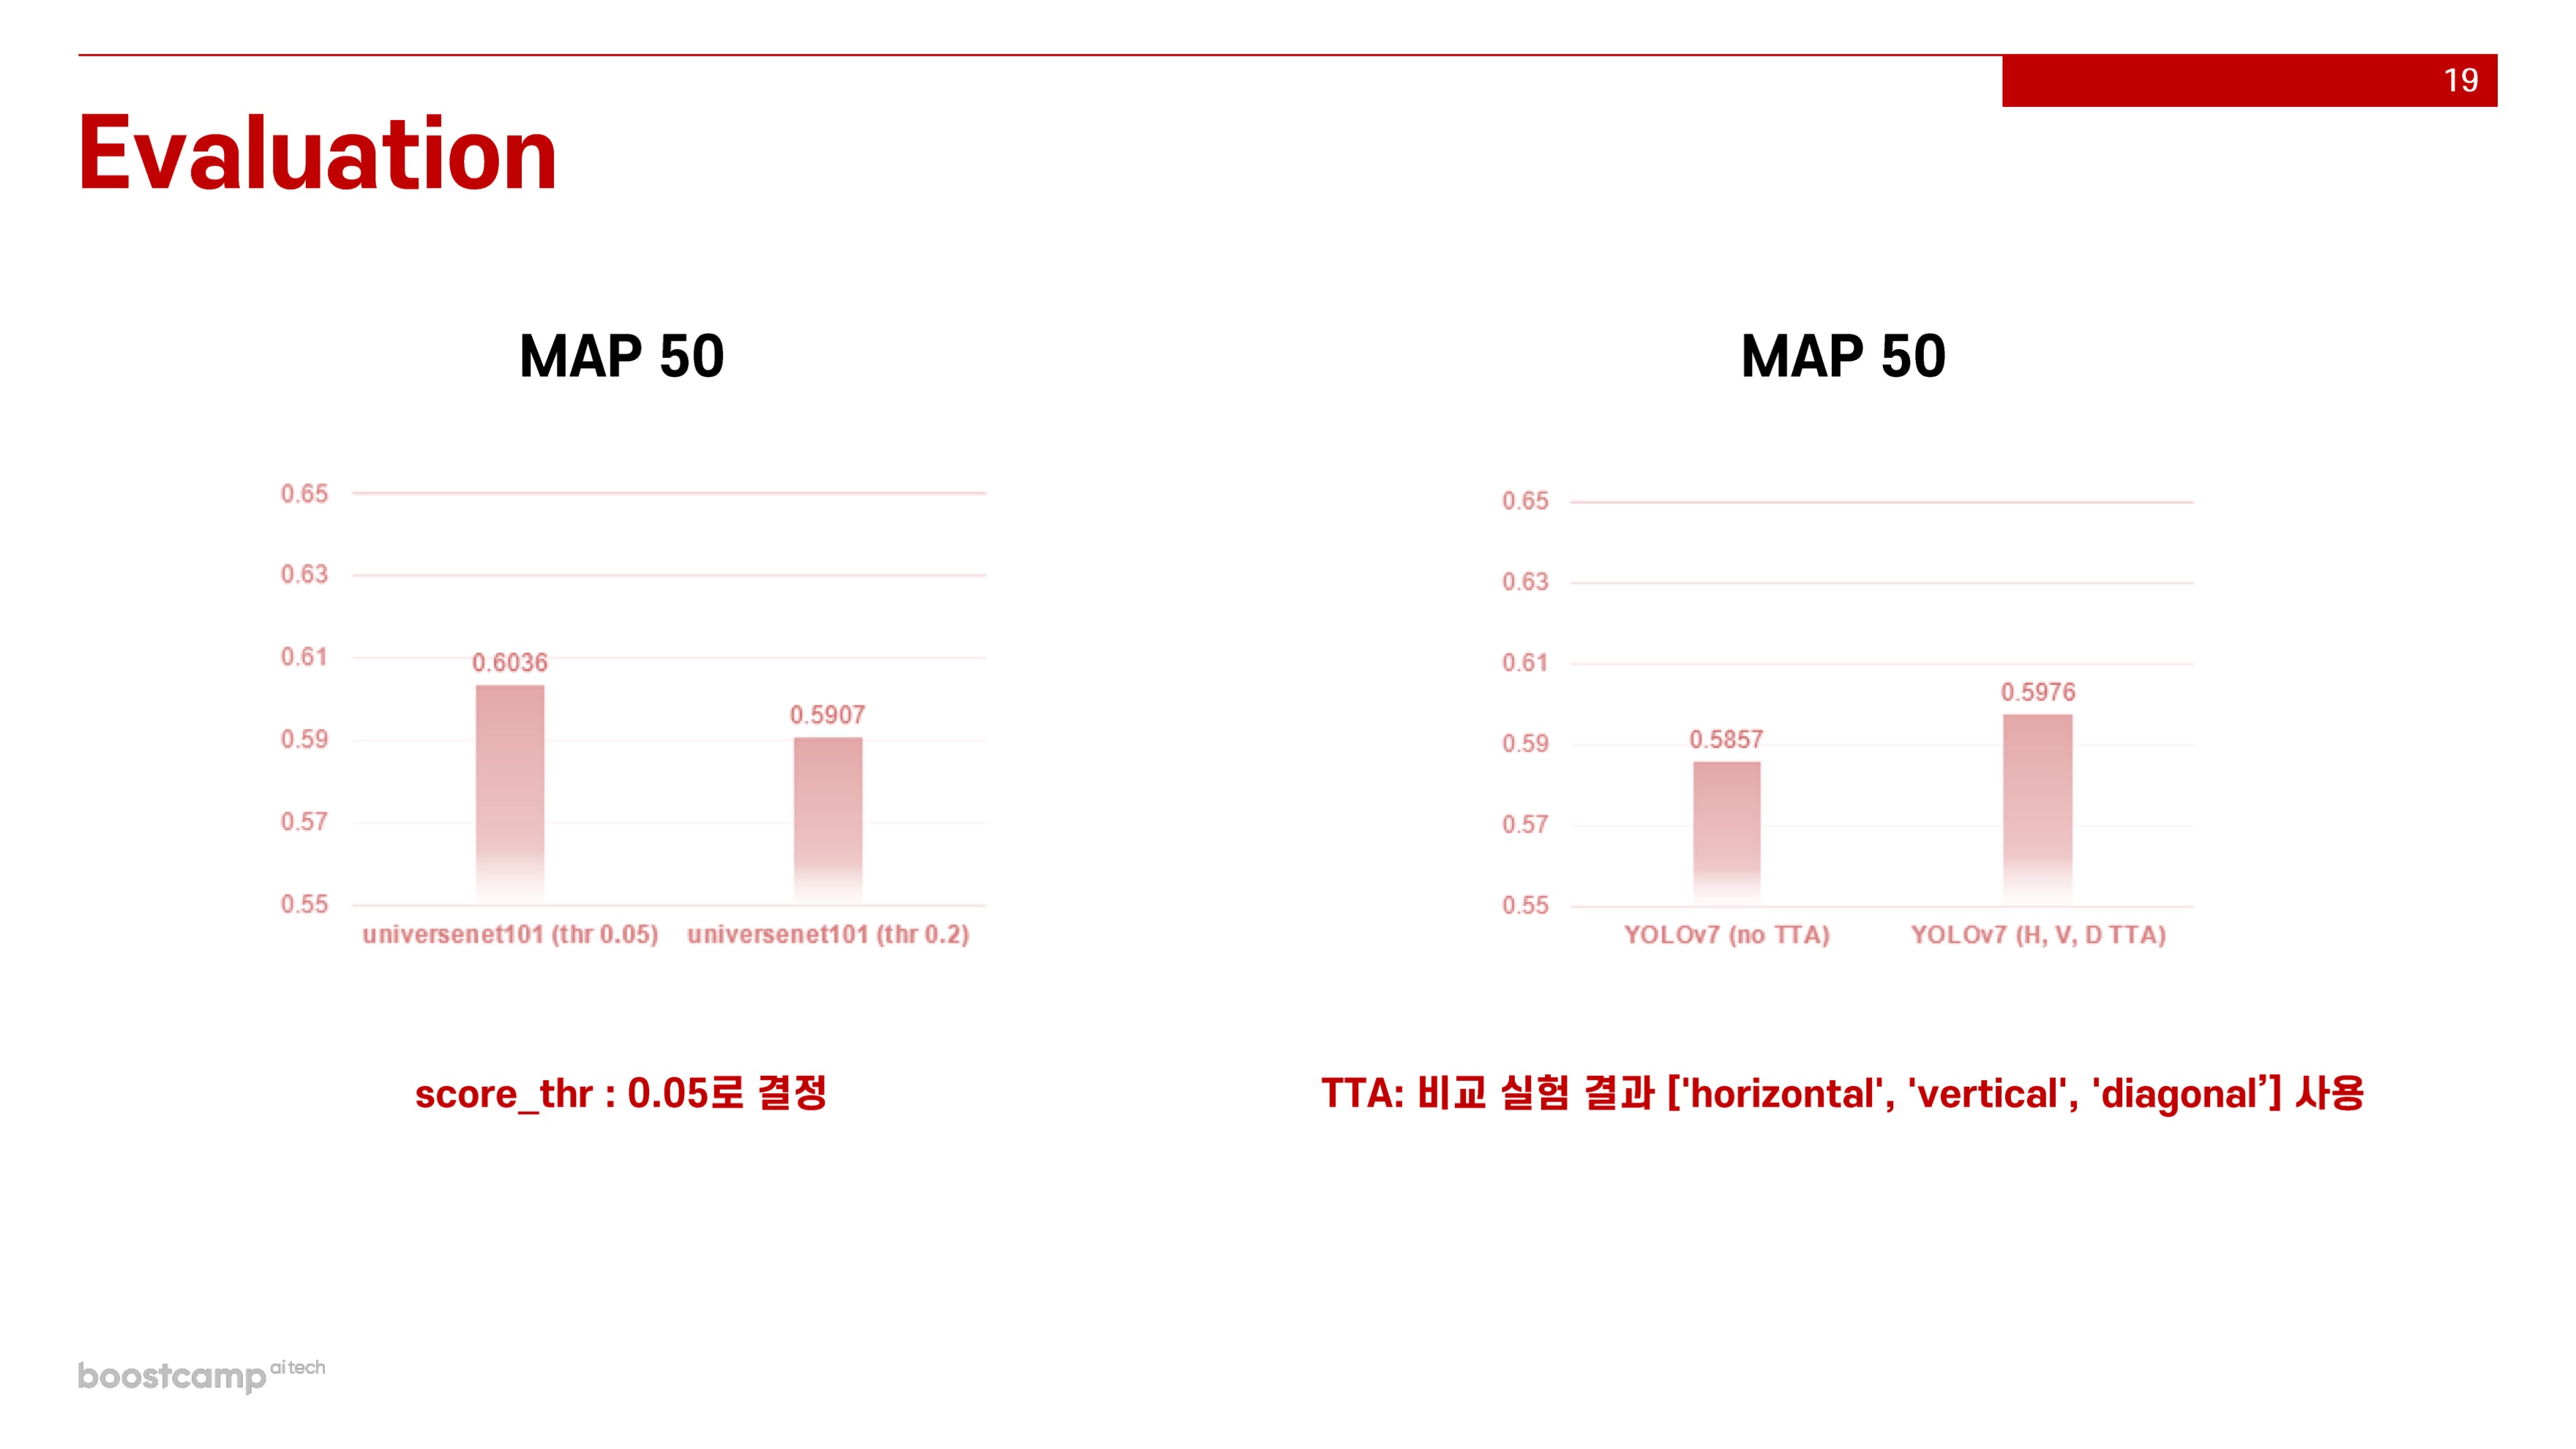 19
Evaluation
MAP 50
0.65
0.63
0.61
0.59
0.57
0.55
0.6036
0.5907
universenet101 (thr 0.05)
universenet101 (thr 0.2)
score_thr : 0.05로 결정
MAP 50
0.65
0.63
0.61
0.59
0.57
0.55
0.5857
0.5976
YOLOv7 (no TTA)
YOLOv7 (H, V, D TTA)
TTA: 비교 실험 결과 ['horizontal', 'vertical', 'diagonal’] 사용
boostcamp ai tech